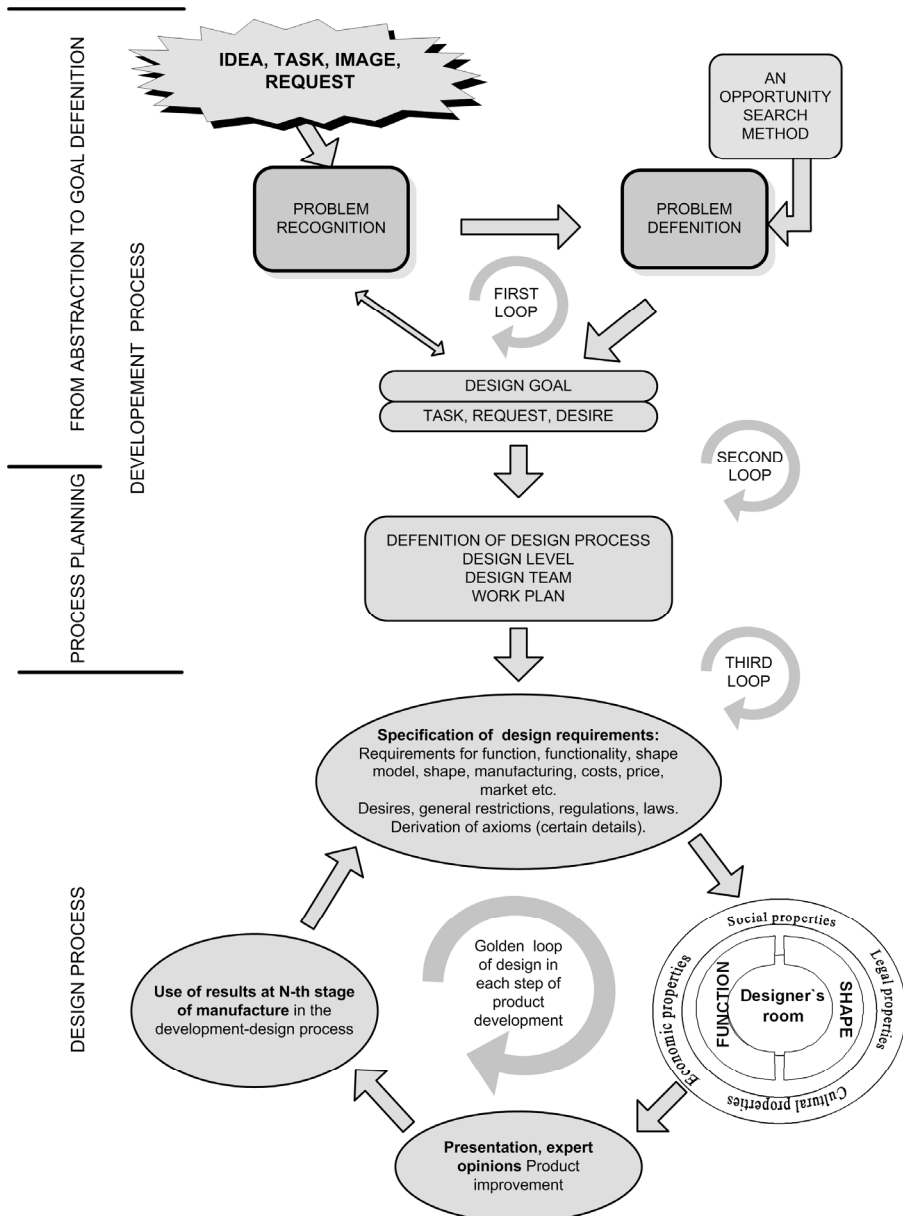 IDEA, TASK, IMAGE,
REQUEST
AN
OPPORTUNITY
SEARCH
METHOD
FROM ABSTRACTION TO GOAL DEFENITION
DEVELOPEMENT PROCESS
PROBLEM
RECOGNITION
PROBLEM
DEFENITION
FIRST
LOOP
DESIGN GOAL
TASK, REQUEST, DESIRE
SECOND
LOOP
PROCESS PLANNING
DEFENITION OF DESIGN PROCESS
DESIGN LEVEL
DESIGN TEAM
WORK PLAN
THIRD
LOOP
Specification of design requirements:
Requirements for function, functionality, shape
model, shape, manufacturing, costs, price,
market etc.
Desires, general restrictions, regulations, laws.
Derivation of axioms (certain details).
DESIGN PROCESS
Use of results at N-th stage
of manufacture in the
development-design process
Golden loop
of design in
each step of
product
development
Social properties
Legal properties
Economic properties
Cultural properties
FUNCTION
Designer`s
room
SHAPE
Presentation, expert
opinions Product
improvement